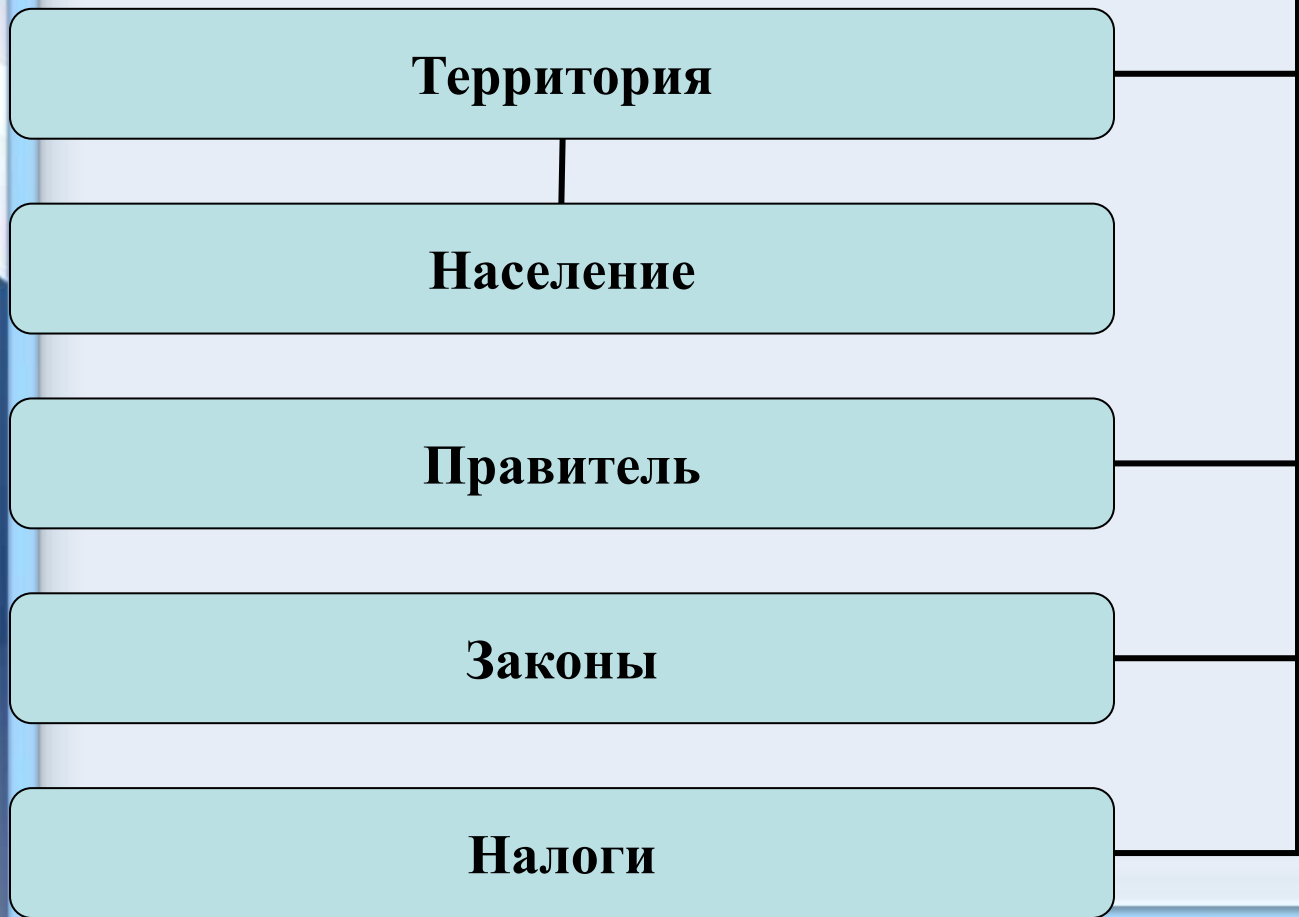 Территория
Население
Правитель
Законы
Налоги